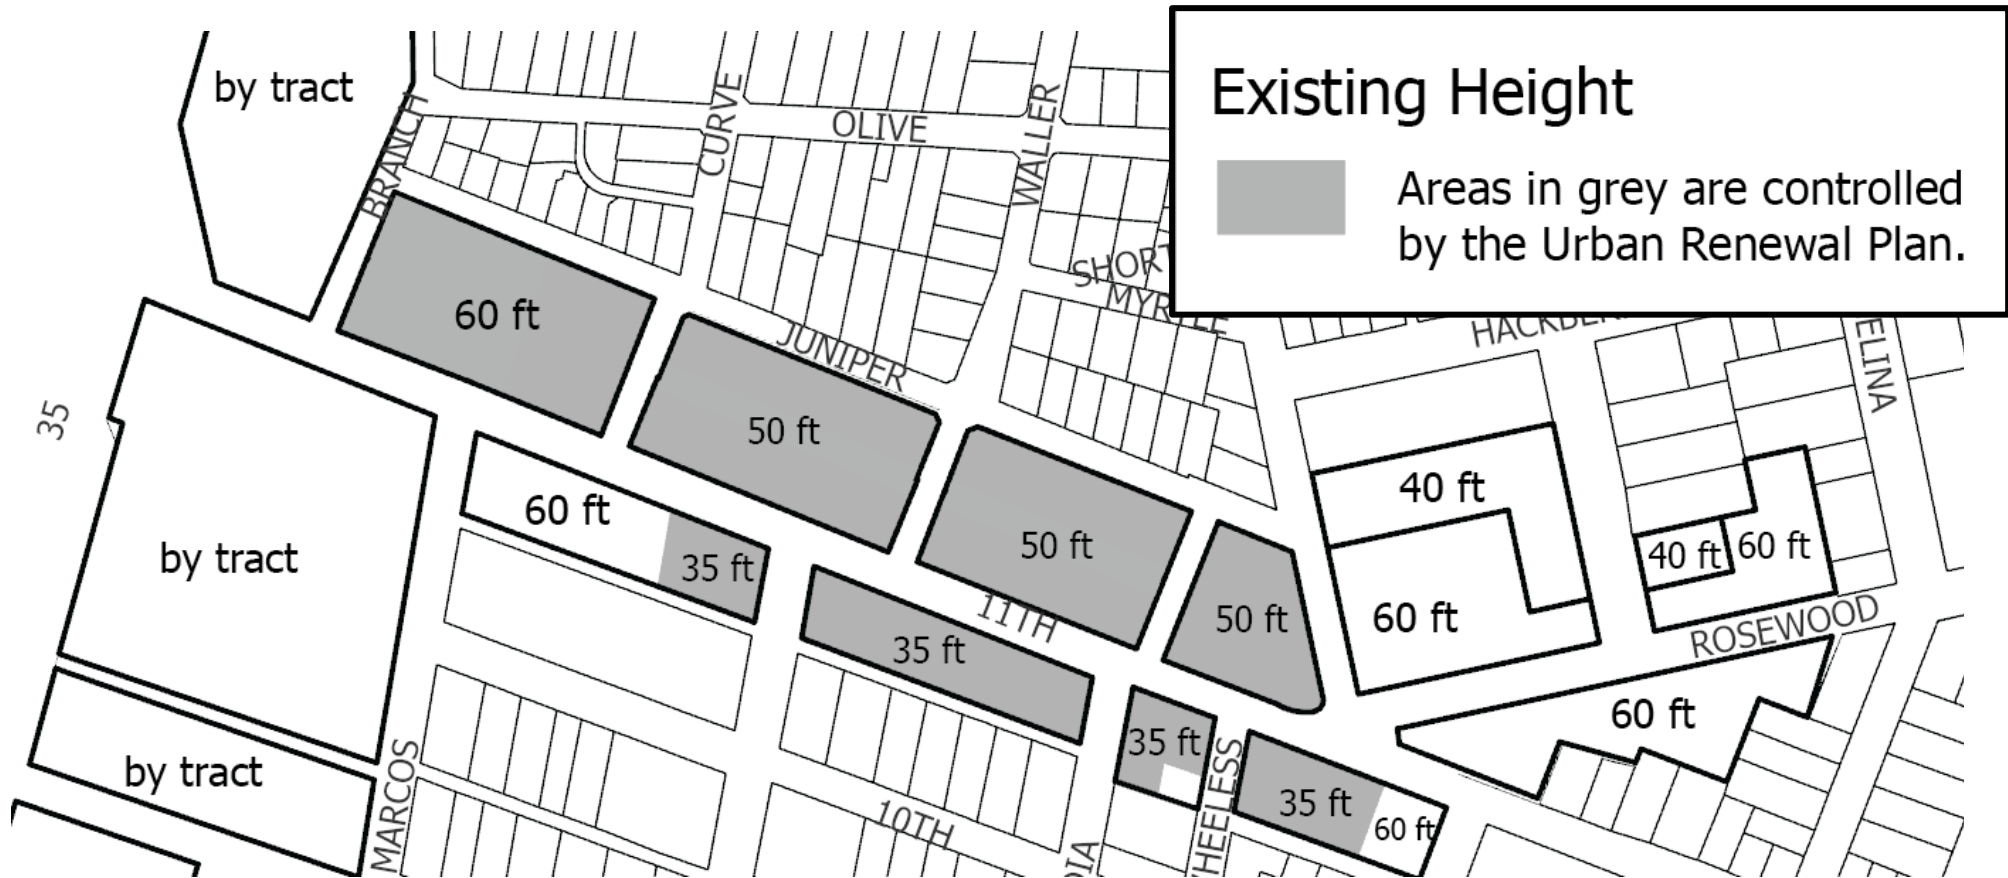 Existing Height
Areas in grey are controlled
by the Urban Renewal Plan.
by tract
BRANCH
CURVE
OLIVE
WALLER
SHORT
MYRTLE
ELINA
60 ft
JUNIPER
35
50 ft
40 ft
60 ft
35 ft
50 ft
40 ft
60 ft
by tract
11TH
50 ft
60 ft
ROSEWOOD
35 ft
60 ft
by tract
MARCOS
10TH
35 ft
HELESS
35 ft
60 ft